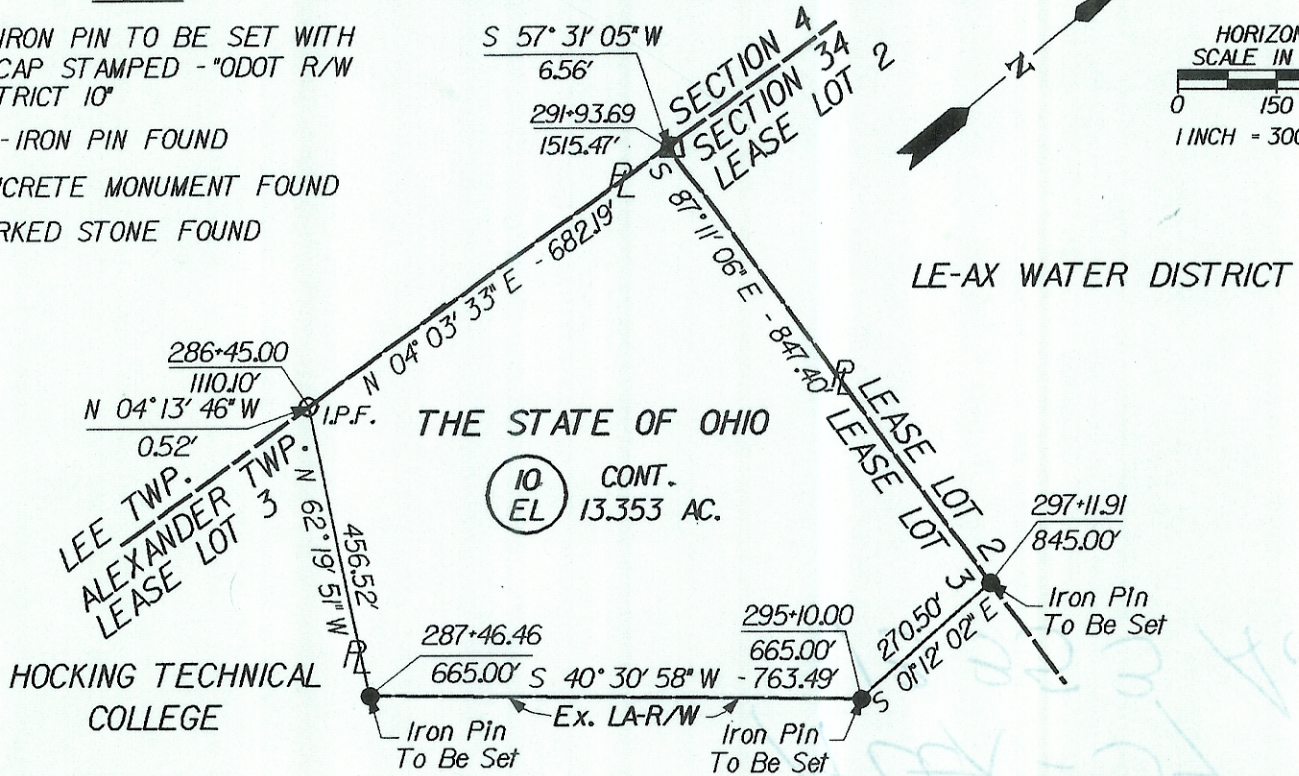 IRON PIN TO BE SET WITH
CAP STAMPED - "ODOT R/W
TRICT 10"
- IRON PIN FOUND
CRETE MONUMENT FOUND
RKED STONE FOUND
S 57° 31' 05" W
6.56'
291+93.69
1515.47'
SECTION 4
SECTION 34
LEASE LOT 2
N
HORIZON
SCALE IN
0 150
1 INCH = 300
PL
N 04° 03' 33" E - 682.19'
S 87° 11' 06" E - 847.40'
PL
LE-AX WATER DISTRICT
286+45.00
1110.10'
N 04° 13' 46" W
0.52'
I.P.F.
LEE TWP.
ALEXANDER TWP.
LEASE LOT 3
THE STATE OF OHIO
10
EL
CONT.
13.353 AC.
LEASE LOT 2
LEASE LOT 3
N 62° 19' 51" W
456.52'
PL
297+11.91
845.00'
Iron Pin
To Be Set
HOCKING TECHNICAL
COLLEGE
287+46.46
665.00'
S 40° 30' 58" W - 763.49'
295+10.00
665.00'
270.50'
S 01° 12' 02" E
Ex. LA-R/W
Iron Pin
To Be Set
Iron Pin
To Be Set